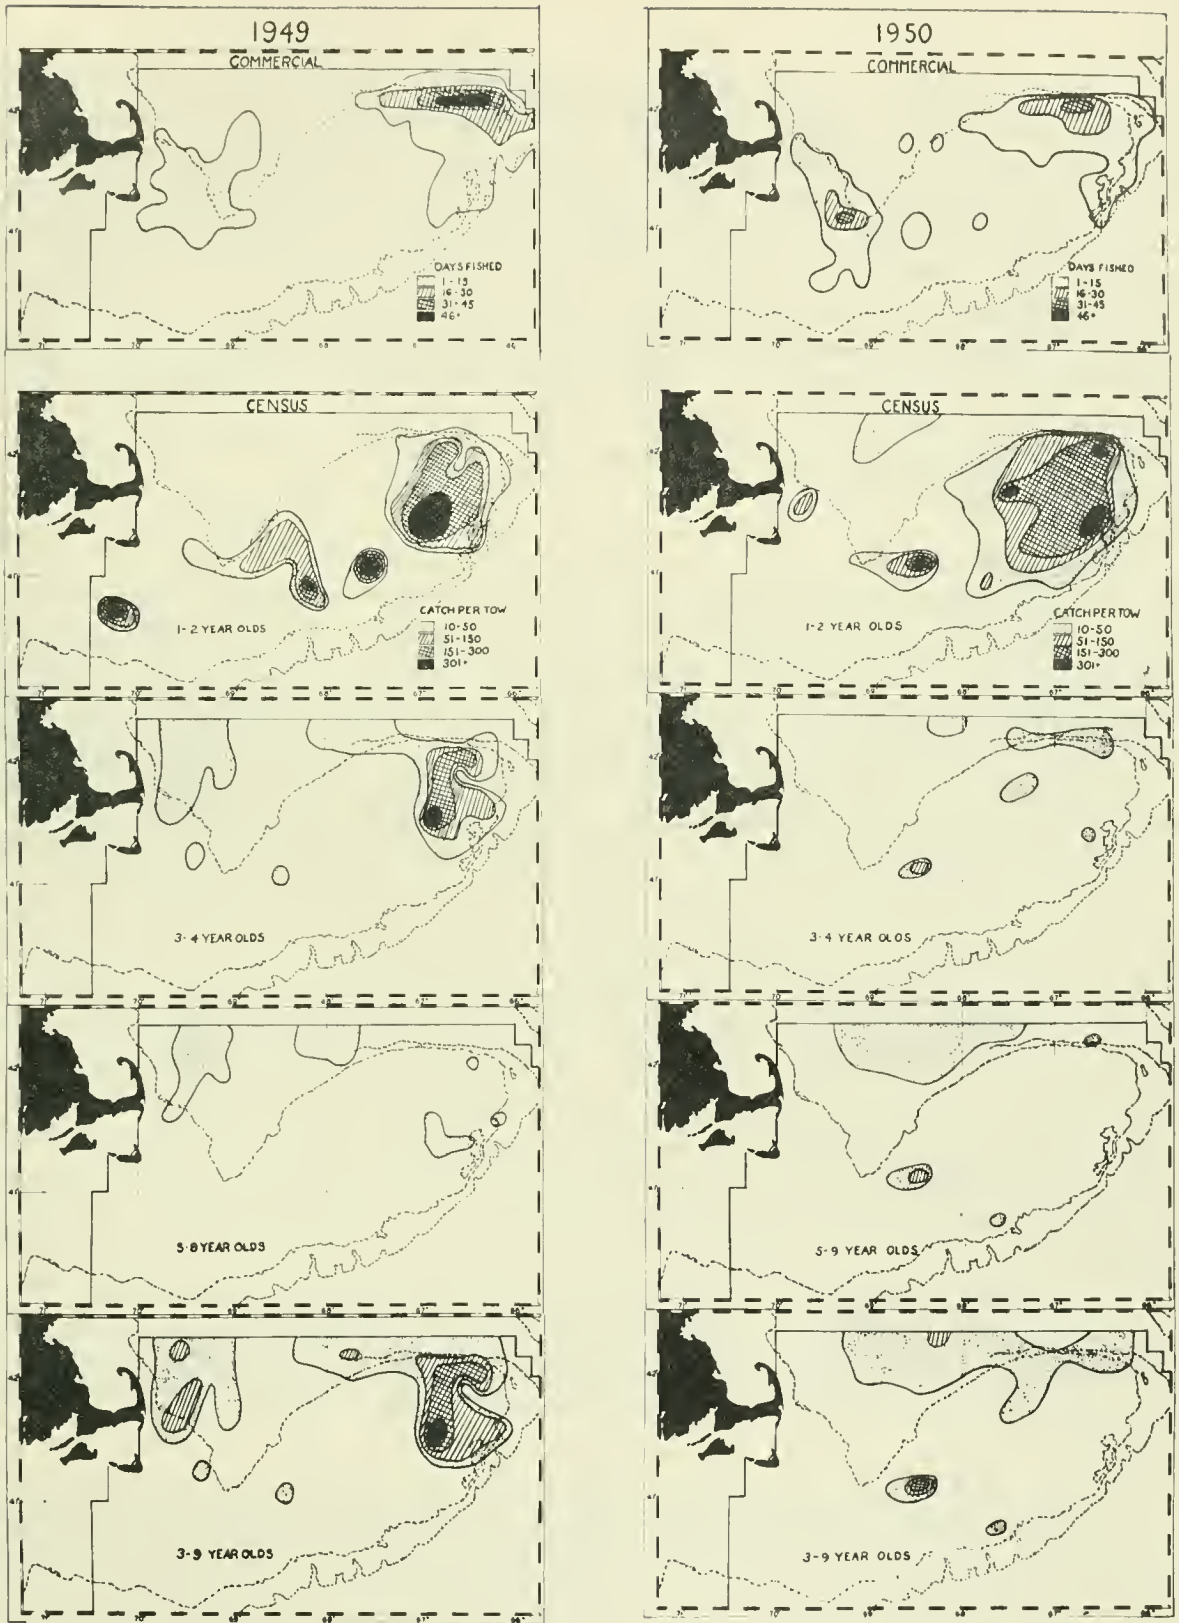 1949
COMMERCIAL
DAYS FISHED
1-15
16-30
31-45
46+
71°
70°
69°
68°
CENSUS
CATCH PER TOW
10-50
51-150
151-300
301+
1-2 YEAR OLDS
3-4 YEAR OLDS
5-8 YEAR OLDS
3-9 YEAR OLDS
1950
COMMERCIAL
DAYS FISHED
1-15
16-30
31-45
46+
CENSUS
CATCH PER TOW
10-50
51-150
151-300
301+
1-2 YEAR OLDS
3-4 YEAR OLDS
5-9 YEAR OLDS
3-9 YEAR OLDS